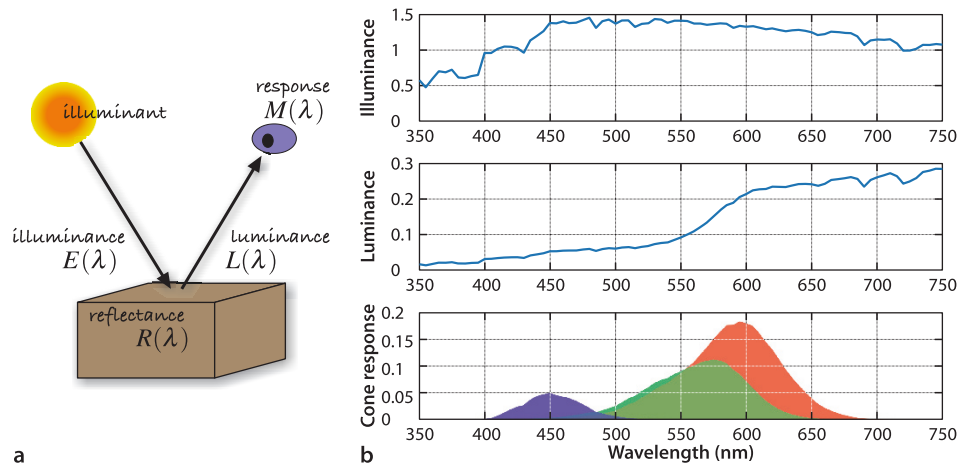 illuminant
response
M(λ)
illuminance
E(λ)
luminance
L(λ)
reflectance
R(λ)
a
Illuminance
1.5
1
0.5
0
350 400 450 500 550 600 650 700 750
Luminance
0.3
0.2
0.1
0
350 400 450 500 550 600 650 700 750
Cone response
0.2
0.15
0.10
0.05
0
350 400 450 500 550 600 650 700 750
Wavelength (nm)
b